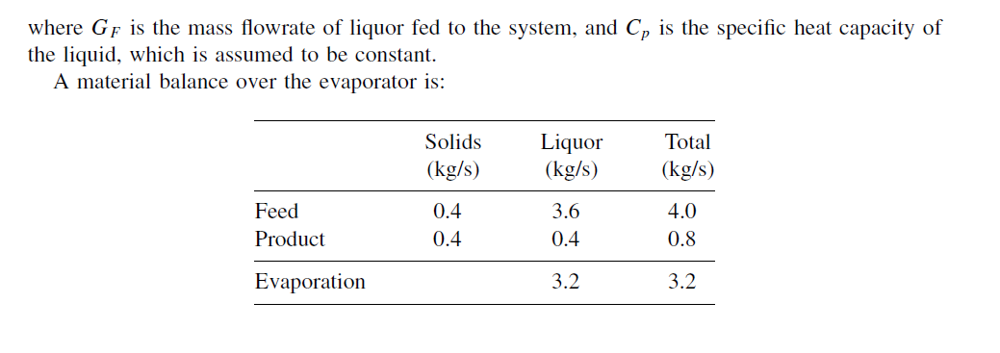 where GF is the mass flowrate of liquor fed to the system, and Cp is the specific heat capacity of
the liquid, which is assumed to be constant.
A material balance over the evaporator is:
Solids Liquor Total
(kg/s) (kg/s) (kg/s)
Feed 0.4 3.6 4.0
Product 0.4 0.4 0.8
Evaporation 3.2 3.2